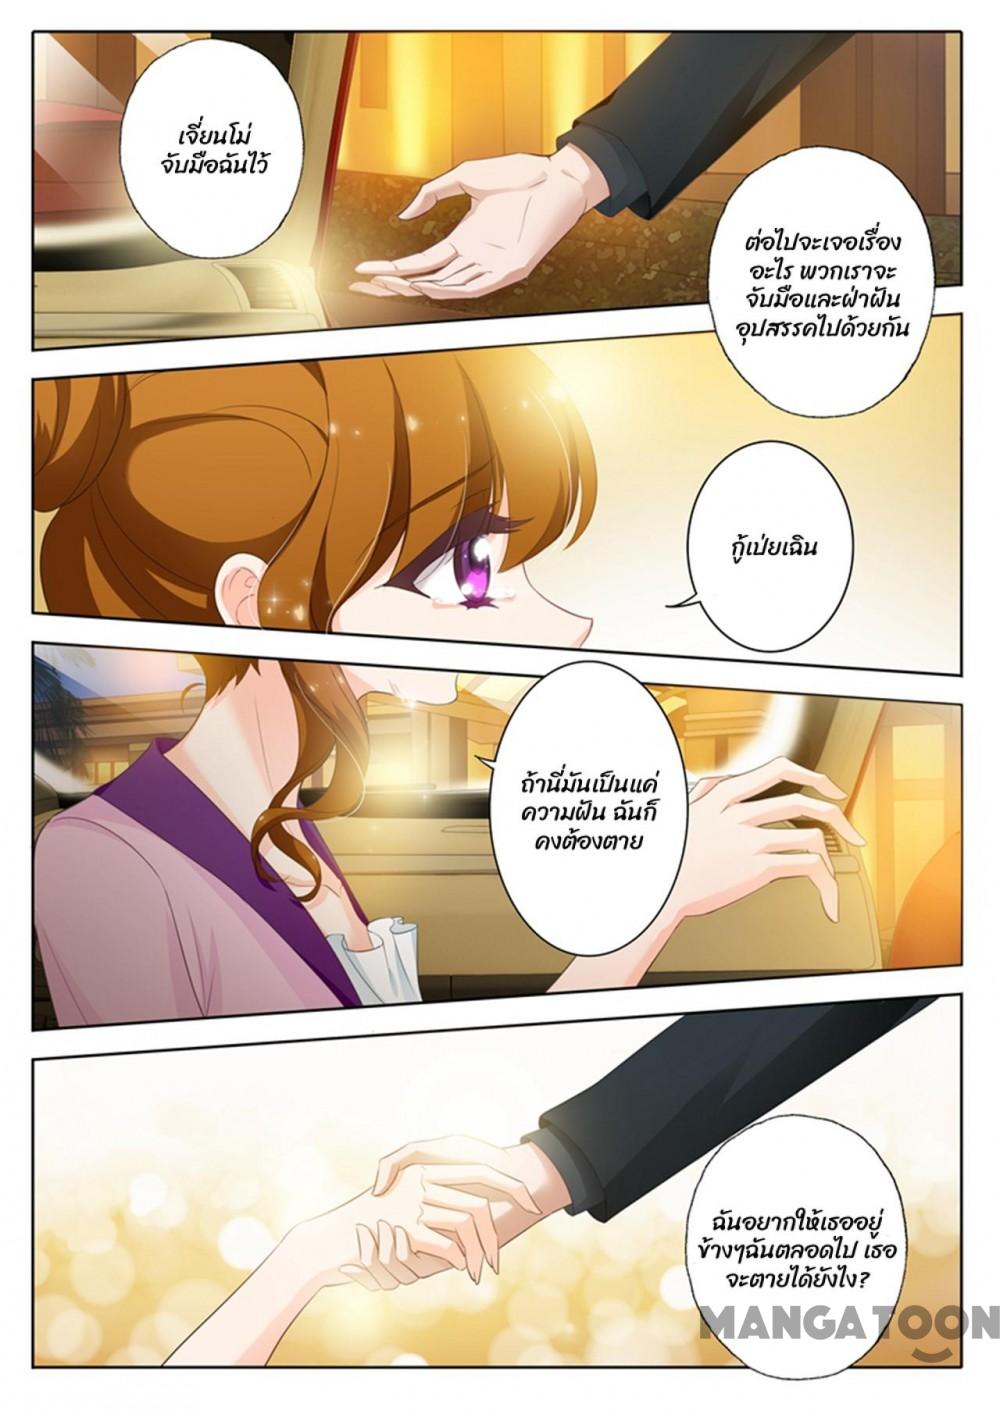 เจี่ยนโม่
จับมือฉันไว้
ต่อไปจะเจอเรื่อง
อะไร พวกเราจะ
จับมือและฝ่าฝัน
อุปสรรคไปด้วยกัน
กู้เป่ยเฉิน
ถ้านี่มันเป็นแค่
ความฝัน ฉันก็
คงต้องตาย
ฉันอยากให้เธออยู่
ข้างๆฉันตลอดไป เธอ
จะตายได้ยังไง?
MANGATOON